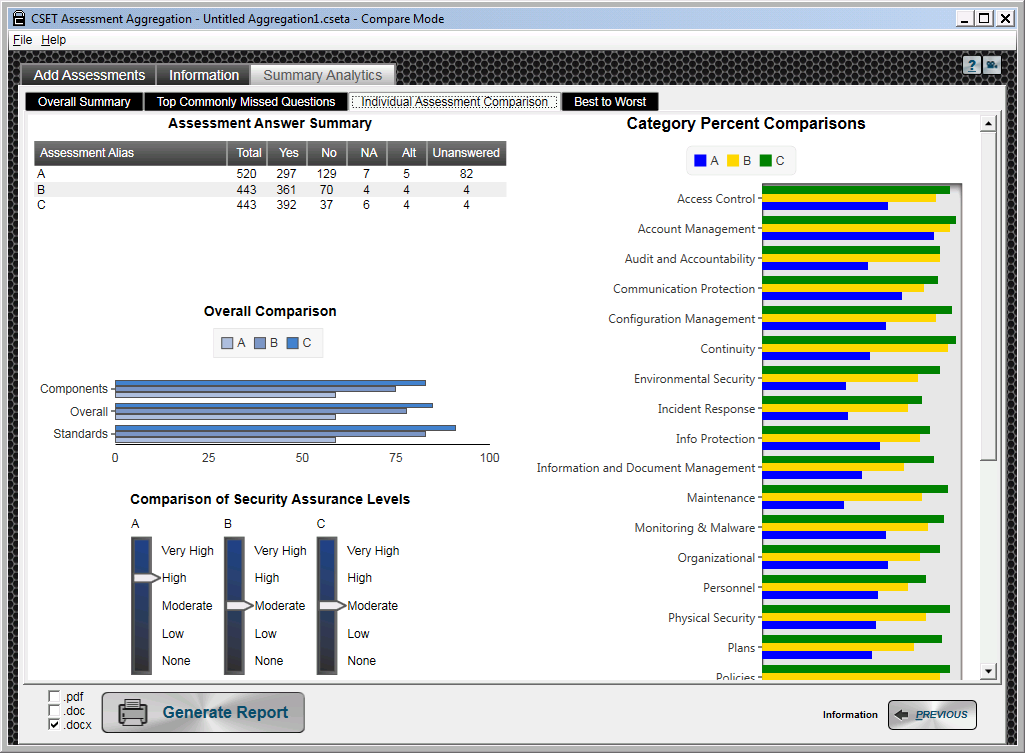 CSET Assessment Aggregation - Untitled Aggregation1.cseta - Compare Mode
File Help
Add Assessments Information Summary Analytics
?
Overall Summary Top Commonly Missed Questions Individual Assessment Comparison Best to Worst
Assessment Answer Summary
Assessment Alias Total Yes No NA Alt Unanswered
A 520 297 129 7 5 82
B 443 361 70 4 4 4
C 443 392 37 6 4 4
Overall Comparison
A B C
Components
Overall
Standards
0 25 50 75 100
Comparison of Security Assurance Levels
A B C
Very High Very High Very High
High High High
Moderate Moderate Moderate
Low Low Low
None None None
Category Percent Comparisons
A B C
Access Control
Account Management
Audit and Accountability
Communication Protection
Configuration Management
Continuity
Environmental Security
Incident Response
Info Protection
Information and Document Management
Maintenance
Monitoring & Malware
Organizational
Personnel
Physical Security
Plans
Policies
.pdf
.doc
.docx
Generate Report
Information
PREVIOUS